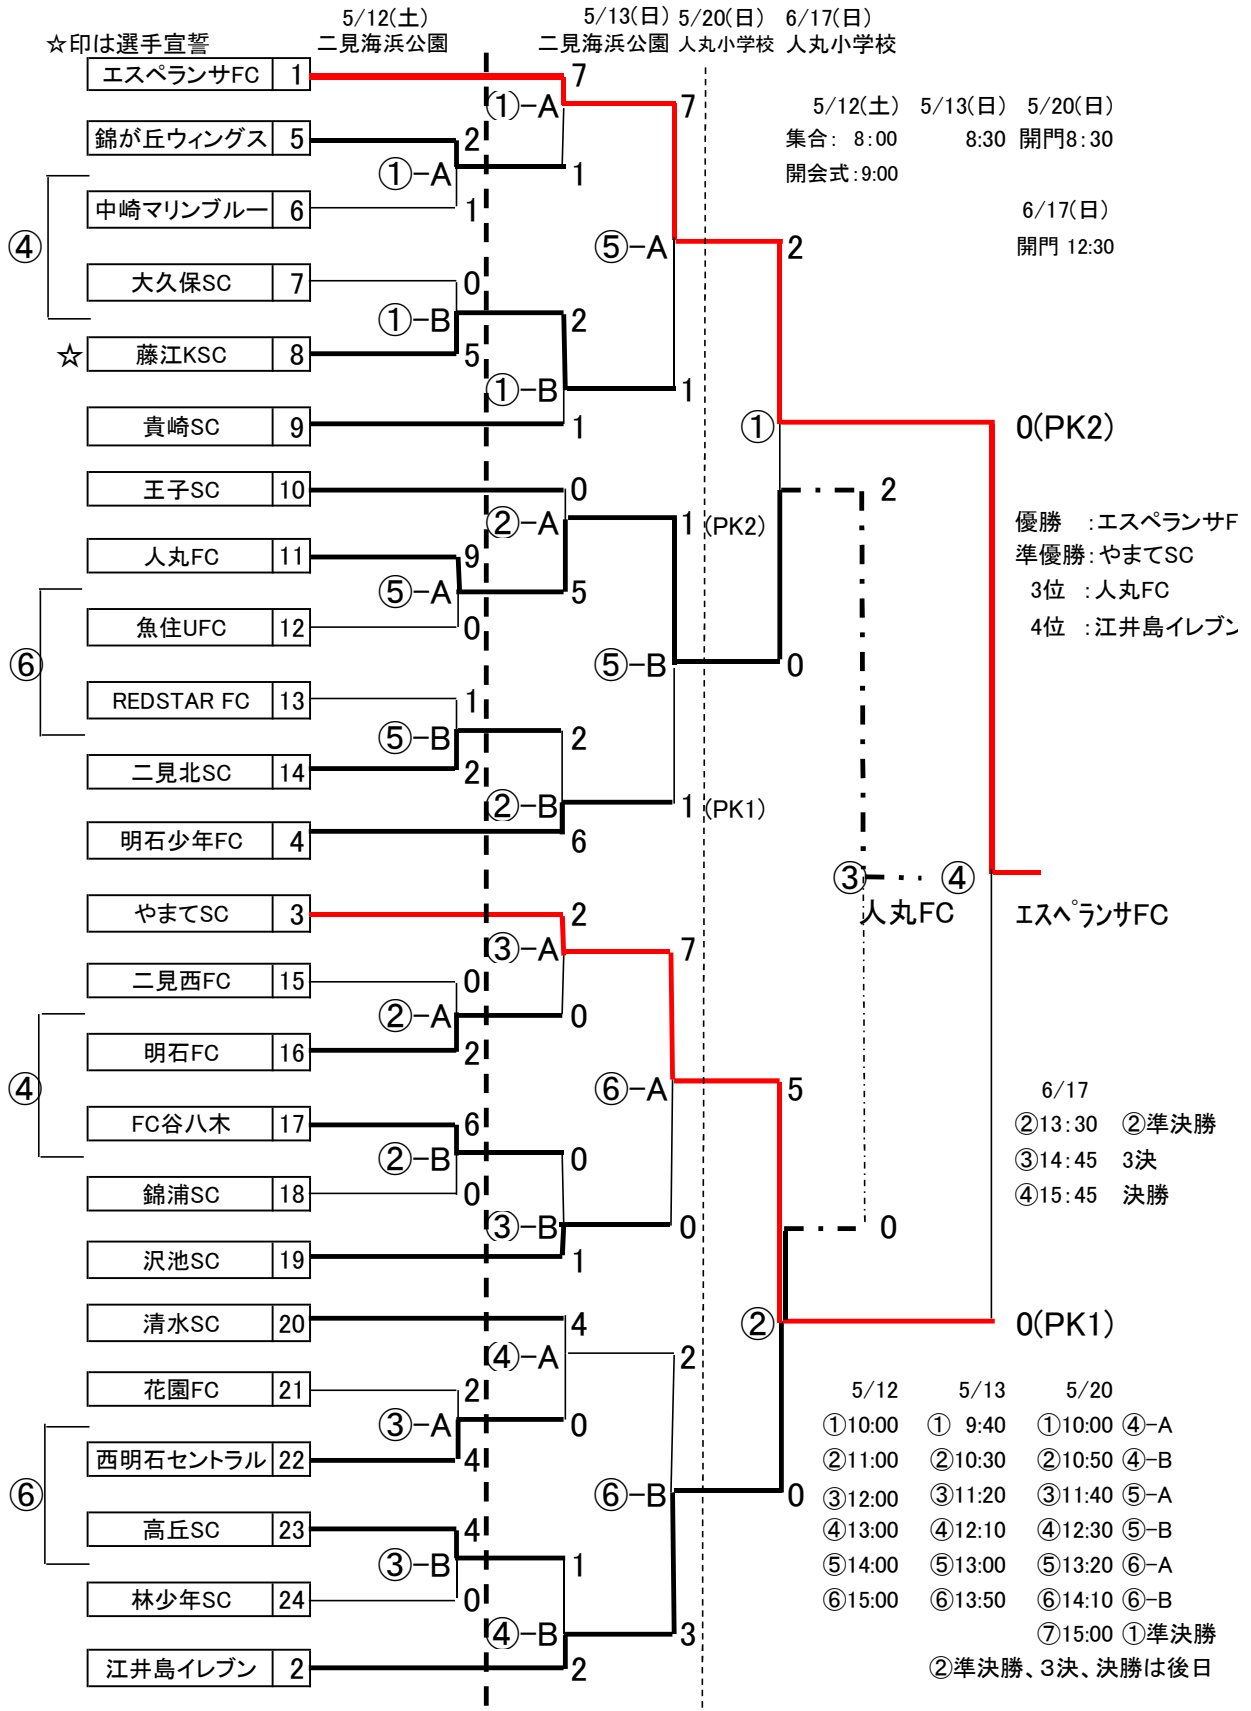 5/12(土) 5/13(日) 5/20(日) 6/17(日)
☆印は選手宣誓 二見海浜公園 二見海浜公園 人丸小学校 人丸小学校
エスペランサFC 1 7
①-A 7
5/12(土) 5/13(日) 5/20(日)
錦が丘ウィングス 5 2
集合: 8:00 8:30 開門8:30
①-A 1
開会式:9:00
中崎マリンブルー 6 1
6/17(日)
④ ⑤-A 2 開門 12:30
大久保SC 7 0
①-B 2
☆ 藤江KSC 8 5
①-B 1
貴崎SC 9 1
① 0(PK2)
王子SC 10 0 2
②-A 1 (PK2)
優勝 :エスペランサF
人丸FC 11 9
準優勝:やまてSC
⑤-A 5
3位 :人丸FC
魚住UFC 12 0
4位 :江井島イレブン
⑥ ⑤-B 0
REDSTAR FC 13 1
⑤-B 2
二見北SC 14 2
②-B 1 (PK1)
明石少年FC 4 6
③ ④
やまてSC 3 2 人丸FC エスペランサFC
③-A 7
二見西FC 15 0
②-A 0
明石FC 16 2
④ ⑥-A 5 6/17
FC谷八木 17 6
②13:30 ②準決勝
②-B 0
③14:45 3決
錦浦SC 18 0
④15:45 決勝
③-B 0 0
沢池SC 19 1
清水SC 20 4 ② 0(PK1)
④-A 2
花園FC 21 2
5/12 5/13 5/20
③-A 0
①10:00 ① 9:40 ①10:00 ④-A
西明石セントラル 22 4
②11:00 ②10:30 ②10:50 ④-B
⑥ ⑥-B 0
③12:00 ③11:20 ③11:40 ⑤-A
高丘SC 23 4
④13:00 ④12:10 ④12:30 ⑤-B
③-B 1
⑤14:00 ⑤13:00 ⑤13:20 ⑥-A
林少年SC 24 0
⑥15:00 ⑥13:50 ⑥14:10 ⑥-B
④-B 3
⑦15:00 ①準決勝
江井島イレブン 2 2
②準決勝、3決、決勝は後日